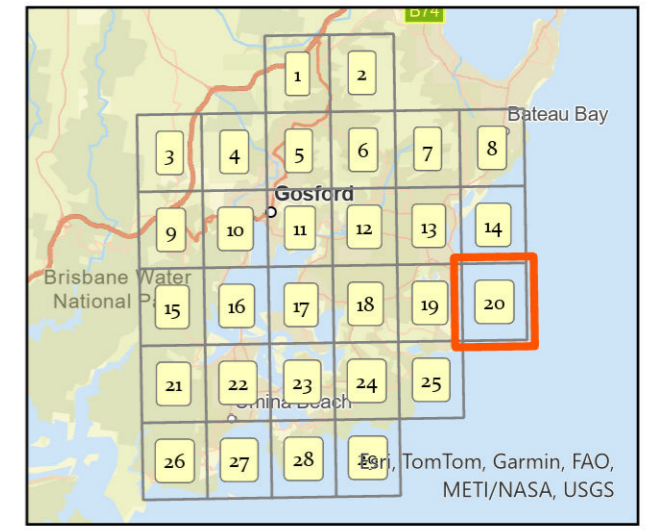 B74
1 2
Bateau Bay
3 4 5 6 7 8
Gosford
9 10 11 12 13 14
Brisbane Water
National P
15 16 17 18 19 20
21 22 23 24 25
mina Beach
26 27 28 29
Esri, TomTom, Garmin, FAO,
METI/NASA, USGS